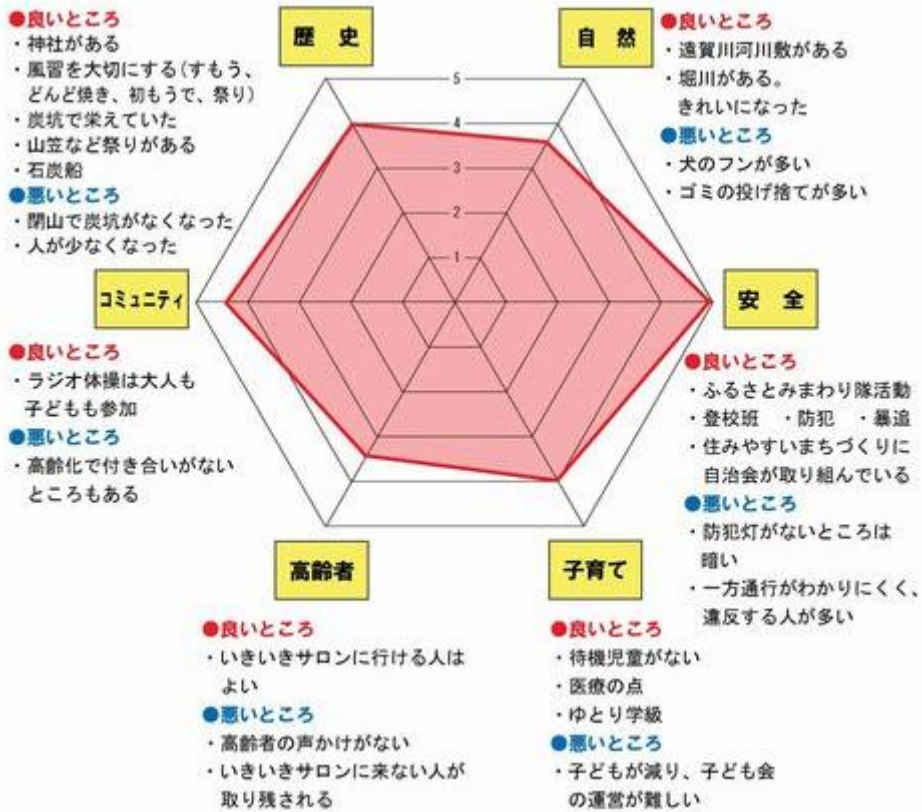 歴史
●良いところ
・神社がある
・風習を大切にする(すもう、
どんど焼き、初もうで、祭り)
・炭坑で栄えていた
・山笠など祭りがある
・石炭船
●悪いところ
・閉山で炭坑がなくなった
・人が少なくなった
自然
●良いところ
・遠賀川河川敷がある
・堀川がある。
きれいになった
●悪いところ
・犬のフンが多い
・ゴミの投げ捨てが多い
5
4
3
2
1
コミュニティ
●良いところ
・ラジオ体操は大人も
子どもも参加
●悪いところ
・高齢化で付き合いがない
ところもある
安全
●良いところ
・ふるさとみまわり隊活動
・登校班 ・防犯 ・暴追
・住みやすいまちづくりに
自治会が取り組んでいる
●悪いところ
・防犯灯がないところは
暗い
・一方通行がわかりにくく、
違反する人が多い
高齢者
●良いところ
・いきいきサロンに行ける人は
よい
●悪いところ
・高齢者の声かけがない
・いきいきサロンに来ない人が
取り残される
子育て
●良いところ
・待機児童がない
・医療の点
・ゆとり学級
●悪いところ
・子どもが減り、子ども会
の運営が難しい